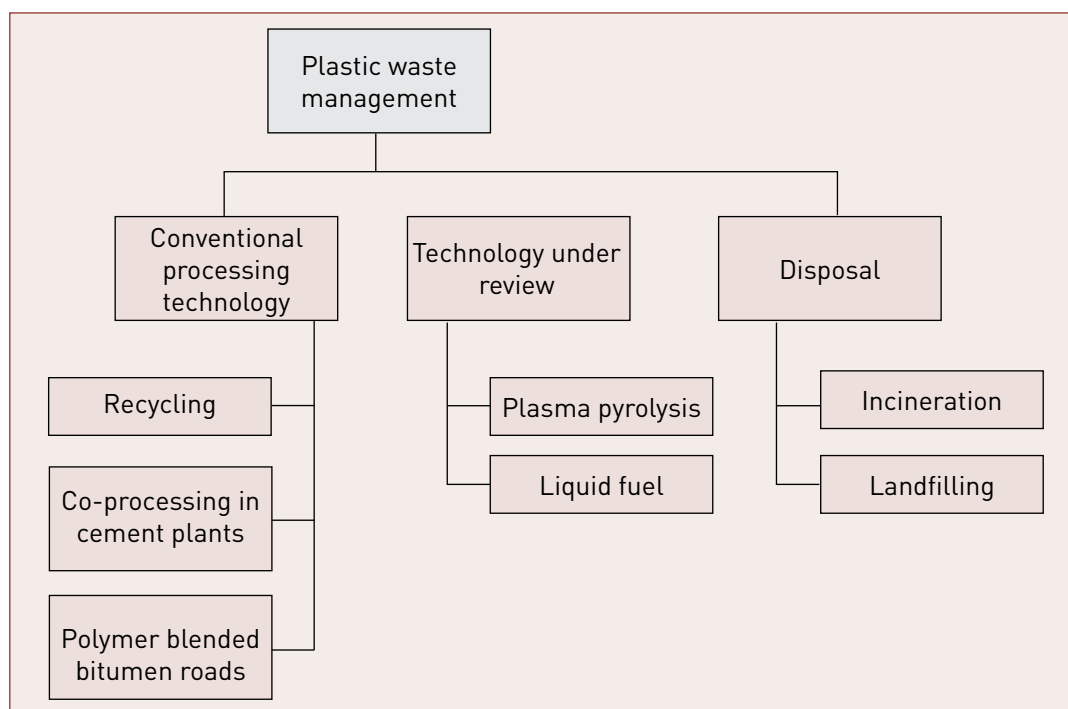 Plastic waste
management
Conventional
processing
technology
Technology under
review
Disposal
Recycling
Co-processing in
cement plants
Polymer blended
bitumen roads
Plasma pyrolysis
Liquid fuel
Incineration
Landfilling